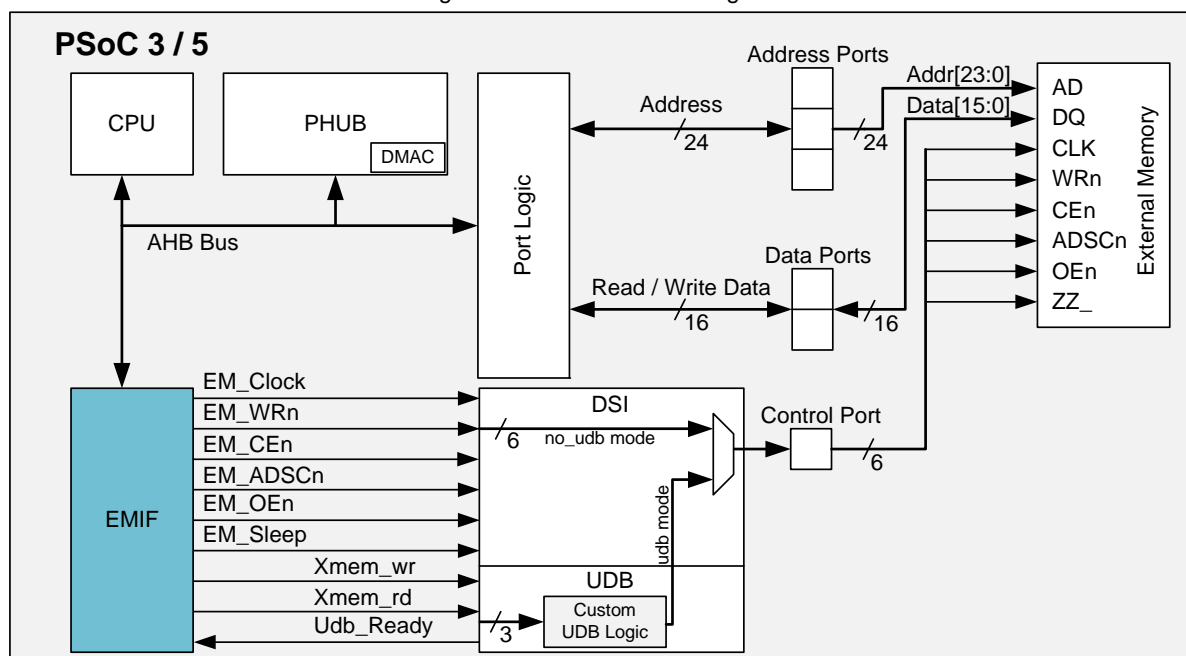 PSoC 3 / 5
CPU
PHUB
DMAC
AHB Bus
Port Logic
Address
24
Address Ports
24
Addr[23:0]
Data[15:0]
AD
DQ
CLK
WRn
CEn
ADSCn
OEn
ZZ_
External Memory
Read / Write Data
16
Data Ports
16
EMIF
EM_Clock
EM_WRn
EM_CEn
EM_ADSCn
EM_OEn
EM_Sleep
Xmem_wr
Xmem_rd
Udb_Ready
DSI
6
no_udb mode
udb mode
UDB
3
Custom
UDB Logic
Control Port
6